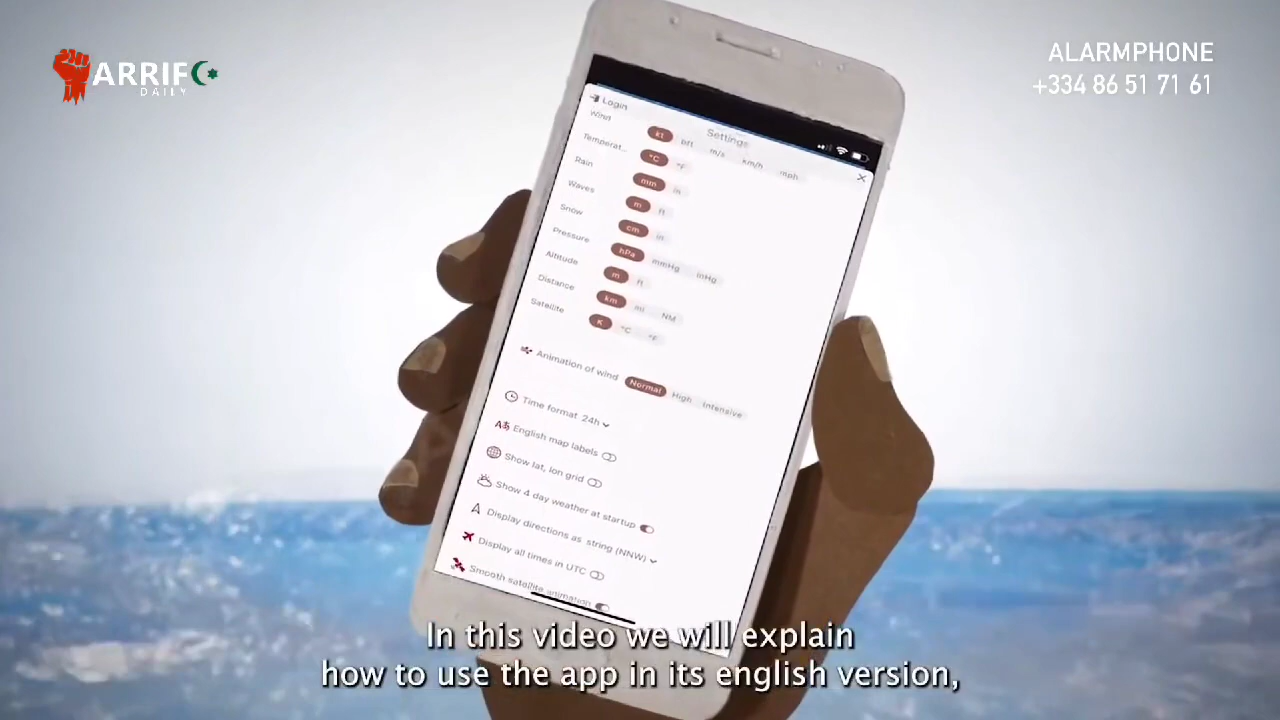 ARRIF
DAILY
ALARMPHONE
+334 86 51 71 61
Login
Settings
Wind kt bft m/s km/h mph
Temperat... °C °F
Rain mm in
Waves m ft
Snow cm in
Pressure hPa mmHg inHg
Altitude m ft
Distance km mi NM
Satellite K °C °F
Animation of wind Normal High Intensive
Time format 24h
English map labels
Show lat, lon grid
Show 4 day weather at startup
Display directions as string (NNW)
Display all times in UTC
Smooth satellite animation
In this video we will explain
how to use the app in its english version,